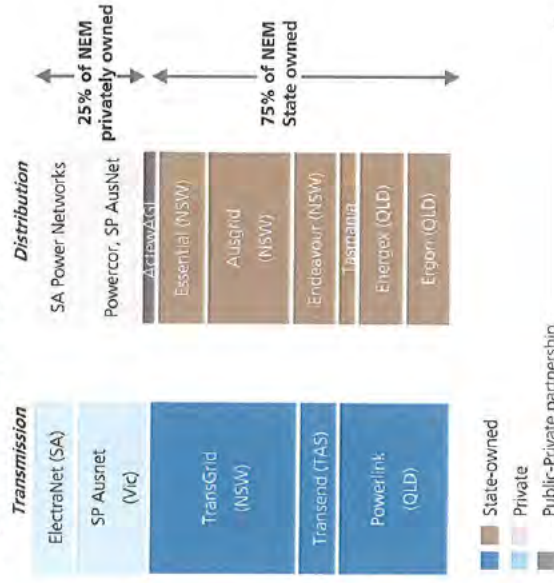 Transmission
ElectraNet (SA)
SP Ausnet
(Vic)
TransGrid
(NSW)
Transend (TAS)
Powerlink
(QLD)
Distribution
SA Power Networks
Powercor, SP AusNet
ActewAGL
Essential (NSW)
Ausgrid
(NSW)
Endeavour (NSW)
Tasmania
Energex (QLD)
Ergon (QLD)
25% of NEM
privately owned
75% of NEM
State owned
State-owned
Private
Public-Private partnership